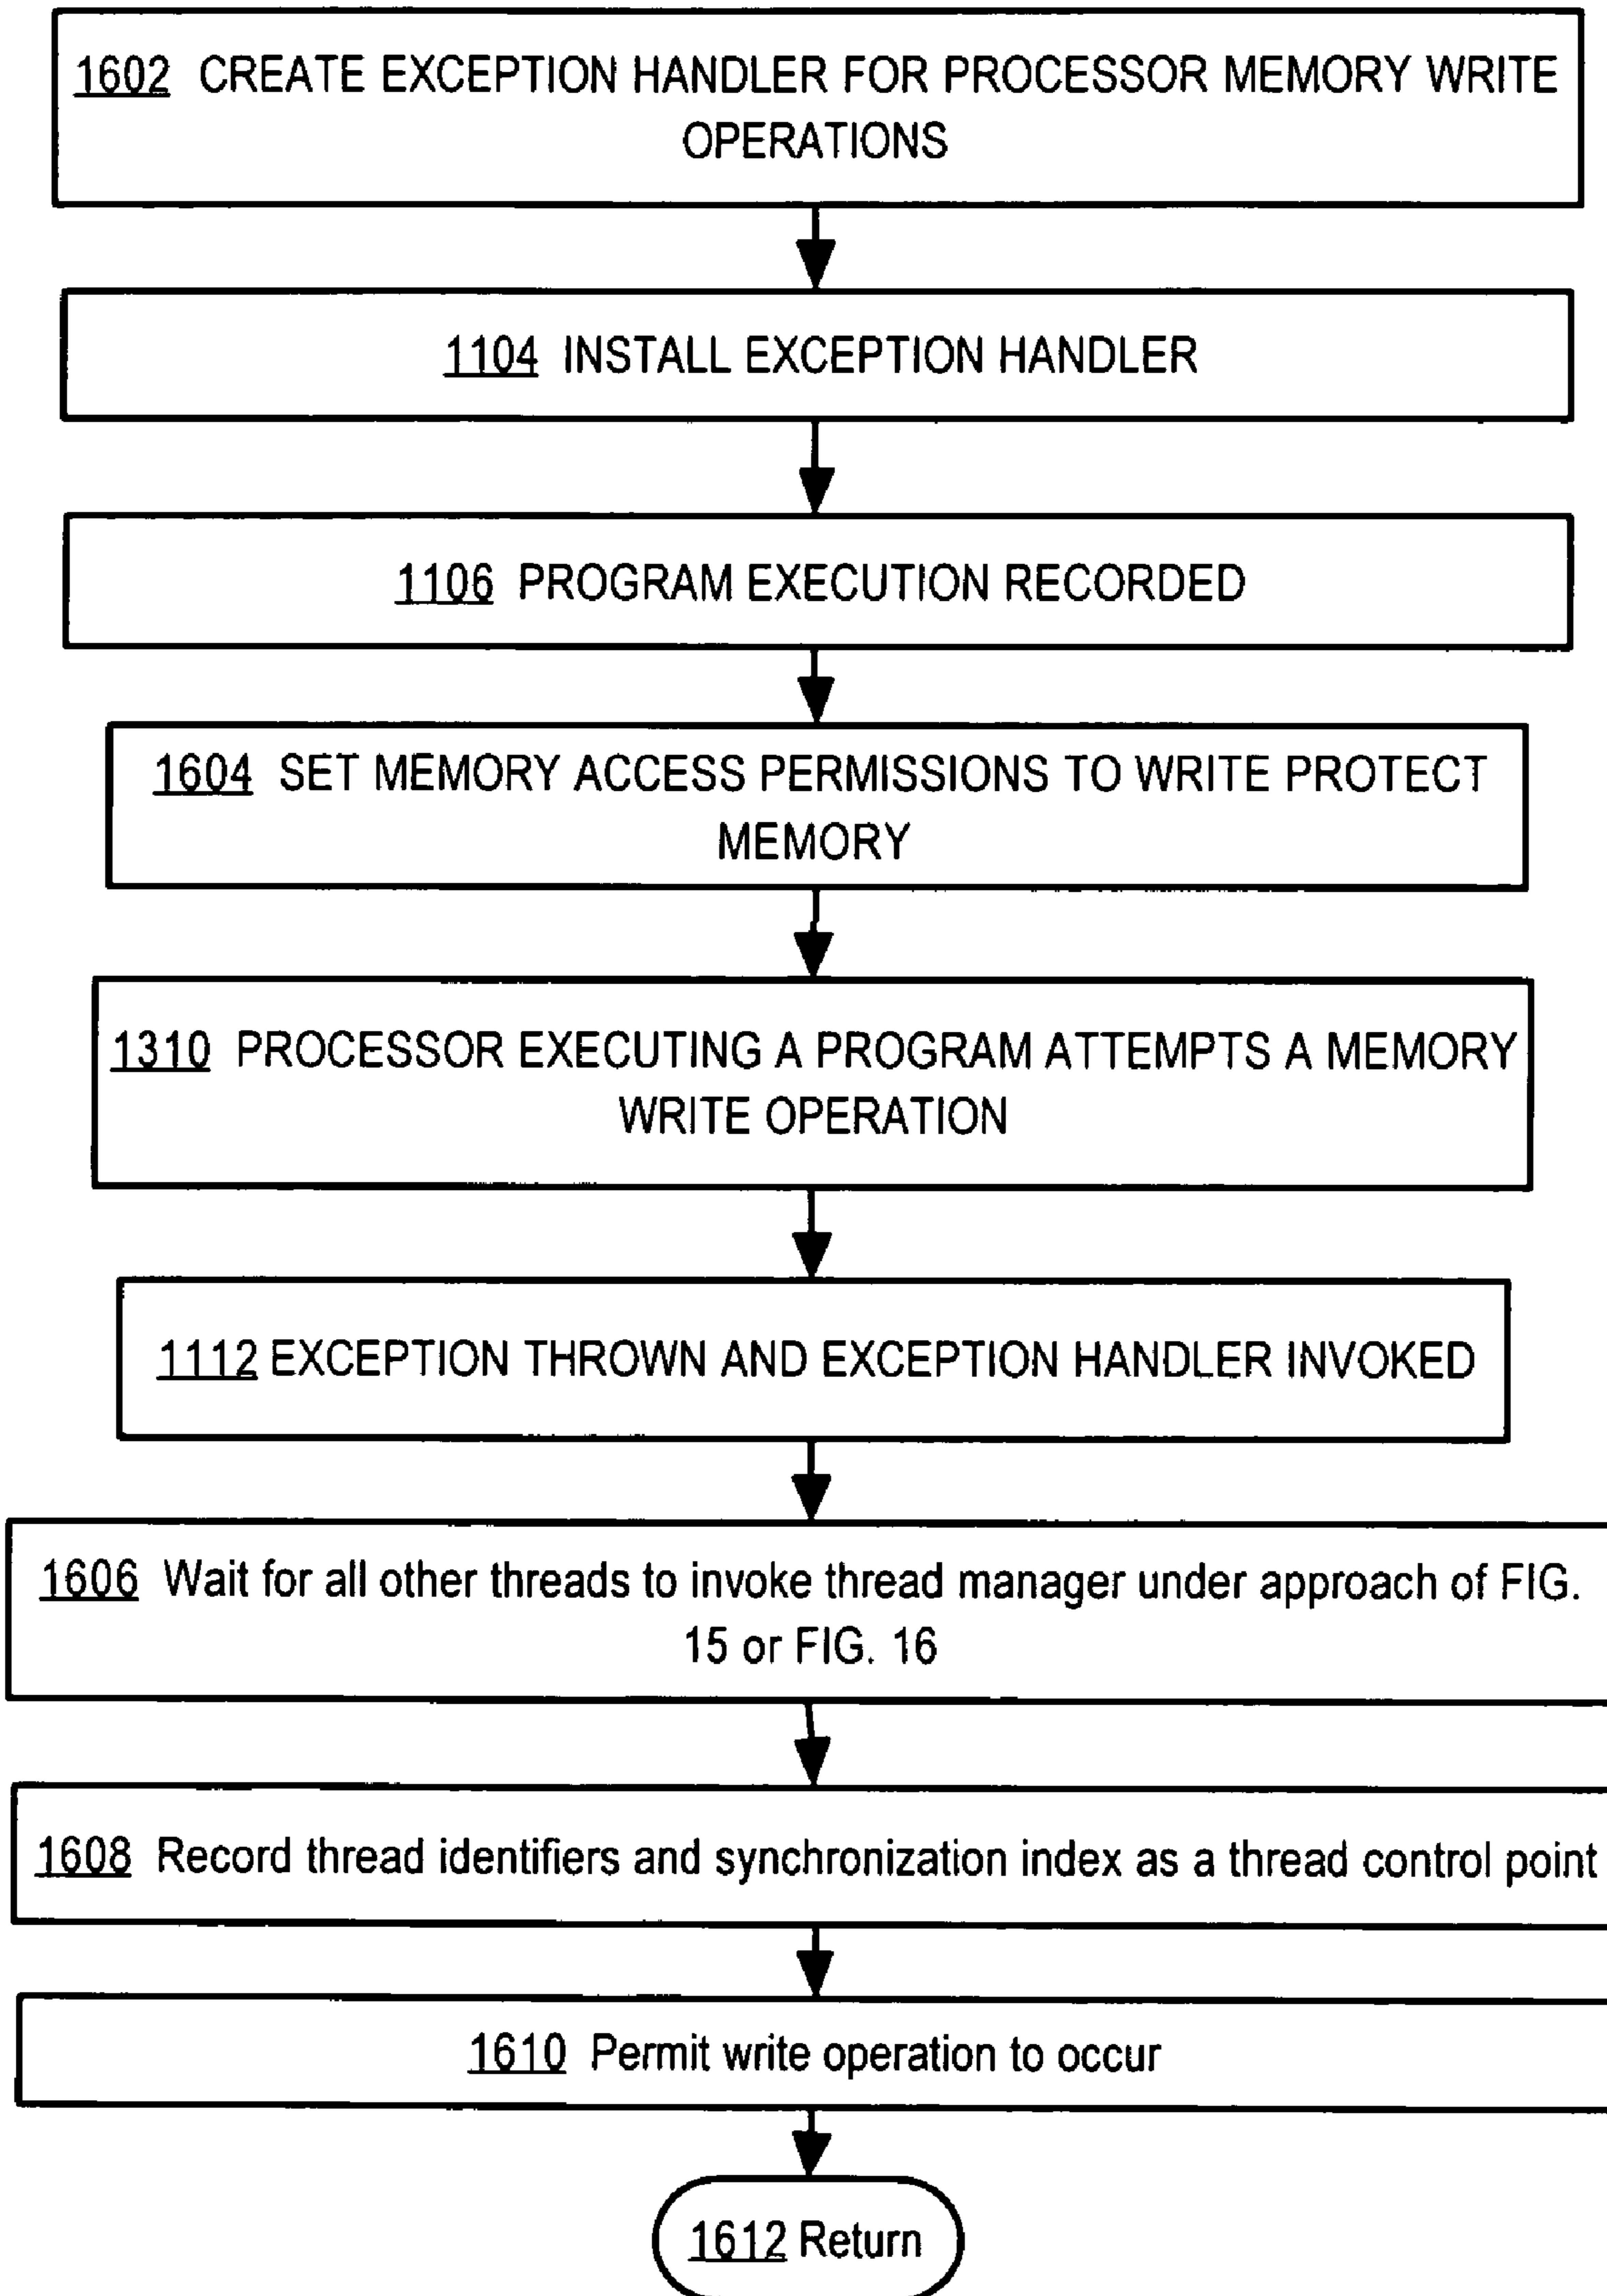 1602 CREATE EXCEPTION HANDLER FOR PROCESSOR MEMORY WRITE
OPERATIONS
1104 INSTALL EXCEPTION HANDLER
1106 PROGRAM EXECUTION RECORDED
1604 SET MEMORY ACCESS PERMISSIONS TO WRITE PROTECT
MEMORY
1310 PROCESSOR EXECUTING A PROGRAM ATTEMPTS A MEMORY
WRITE OPERATION
1112 EXCEPTION THROWN AND EXCEPTION HANDLER INVOKED
1606 Wait for all other threads to invoke thread manager under approach of FIG.
15 or FIG. 16
1608 Record thread identifiers and synchronization index as a thread control point
1610 Permit write operation to occur
1612 Return